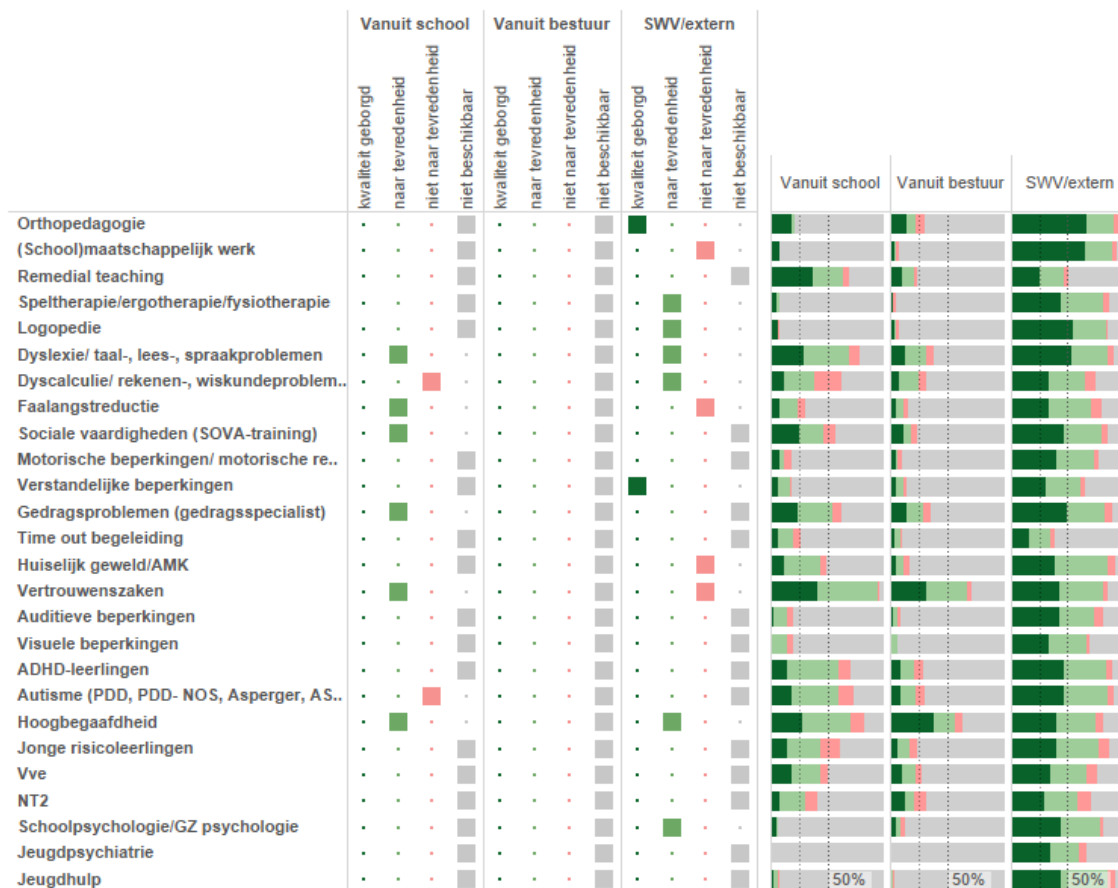 Vanuit school Vanuit bestuur SWV/extern
kwaliteit geborgd
naar tevredenheid
niet naar tevredenheid
niet beschikbaar
kwaliteit geborgd
naar tevredenheid
niet naar tevredenheid
niet beschikbaar
kwaliteit geborgd
naar tevredenheid
niet naar tevredenheid
niet beschikbaar
Vanuit school Vanuit bestuur SWV/extern
Orthopedagogie
(School)maatschappelijk werk
Remedial teaching
Speltherapie/ergotherapie/fysiotherapie
Logopedie
Dyslexie/ taal-, lees-, spraakproblemen
Dyscalculie/ rekenen-, wiskundeproblem..
Faalangstreductie
Sociale vaardigheden (SOVA-training)
Motorische beperkingen/ motorische re..
Verstandelijke beperkingen
Gedragsproblemen (gedragsspecialist)
Time out begeleiding
Huiselijk geweld/AMK
Vertrouwenszaken
Auditieve beperkingen
Visuele beperkingen
ADHD-leerlingen
Autisme (PDD, PDD- NOS, Asperger, AS..
Hoogbegaafdheid
Jonge risicoleerlingen
Vve
NT2
Schoolpsychologie/GZ psychologie
Jeugdpsychiatrie
Jeugdhulp 50% 50% 50%